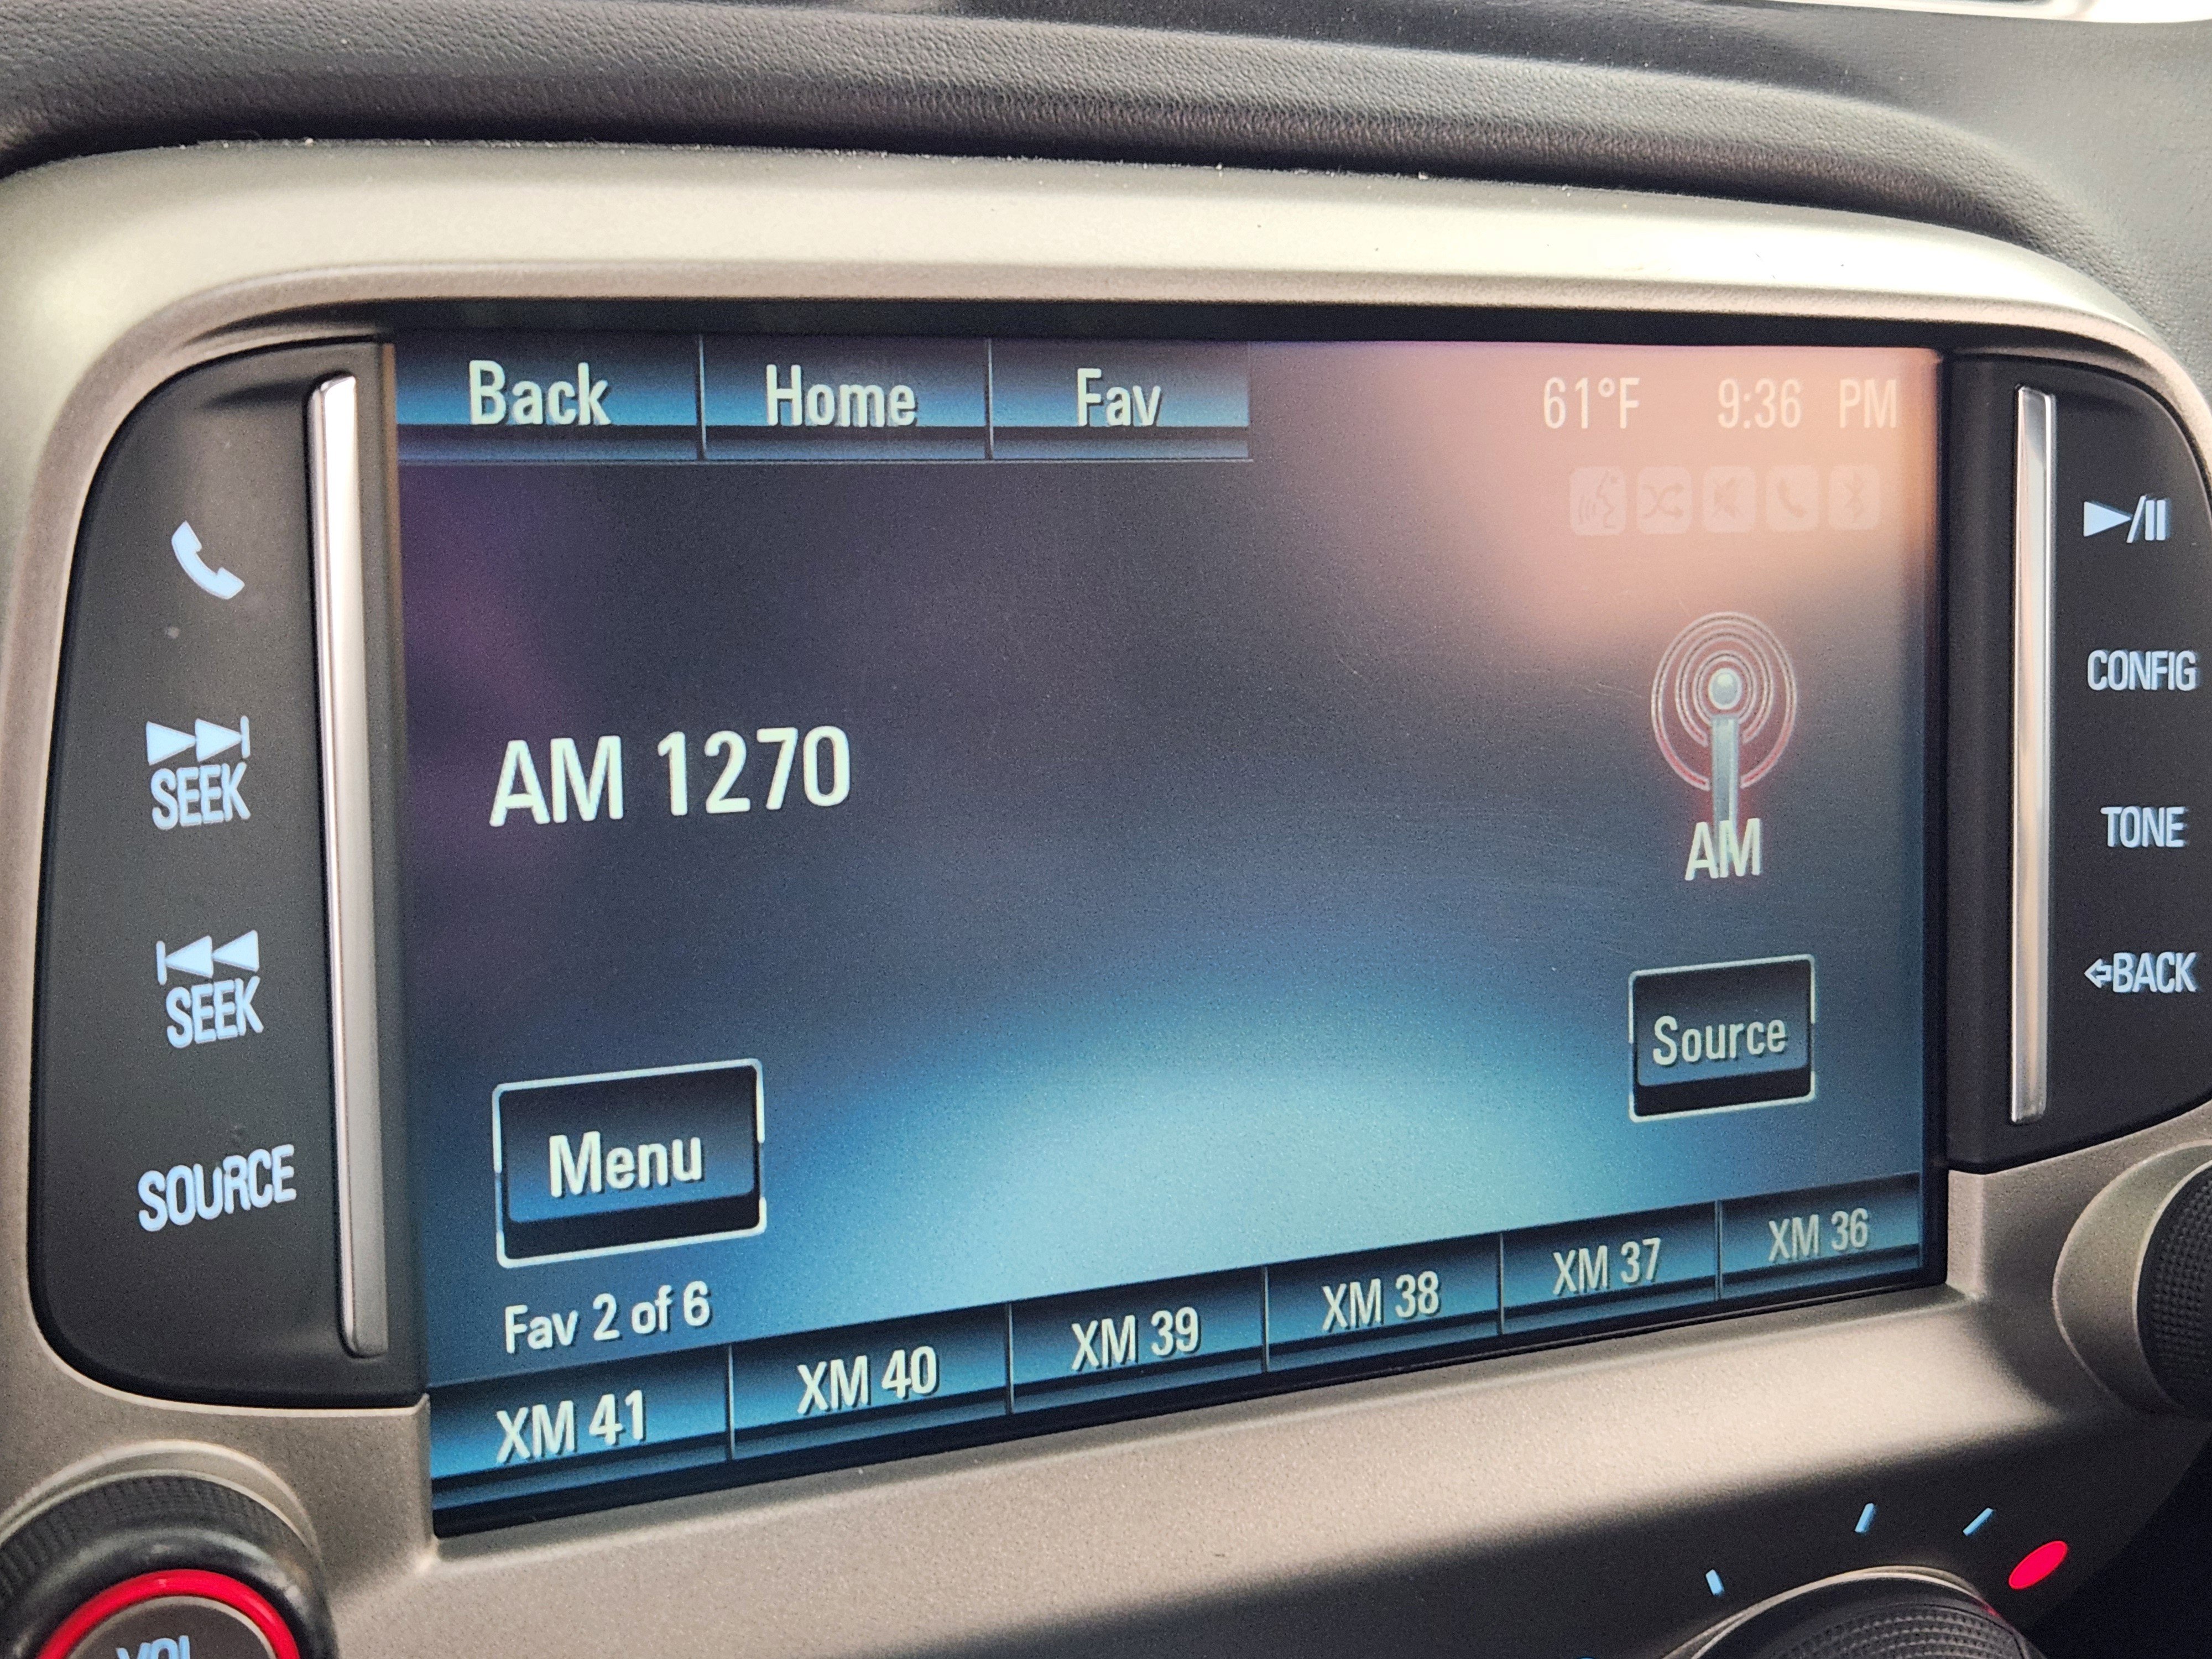 Back Home Fav 61°F 9:36 PM
CONFIG
SEEK
AM 1270
TONE
AM
BACK
SEEK
Source
Menu
SOURCE
Fav 2 of 6
XM 41 XM 40 XM 39 XM 38 XM 37 XM 36
VOL